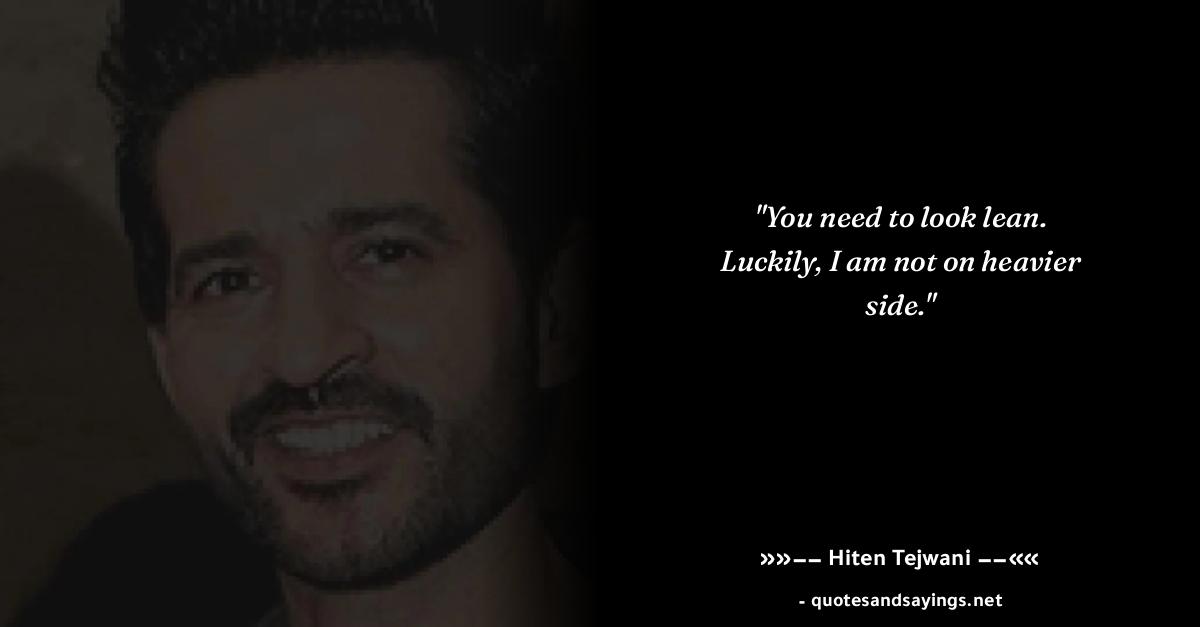 "You need to look lean.
Luckily, I am not on heavier
side."
»»−− Hiten Tejwani −−««
- quotesandsayings.net